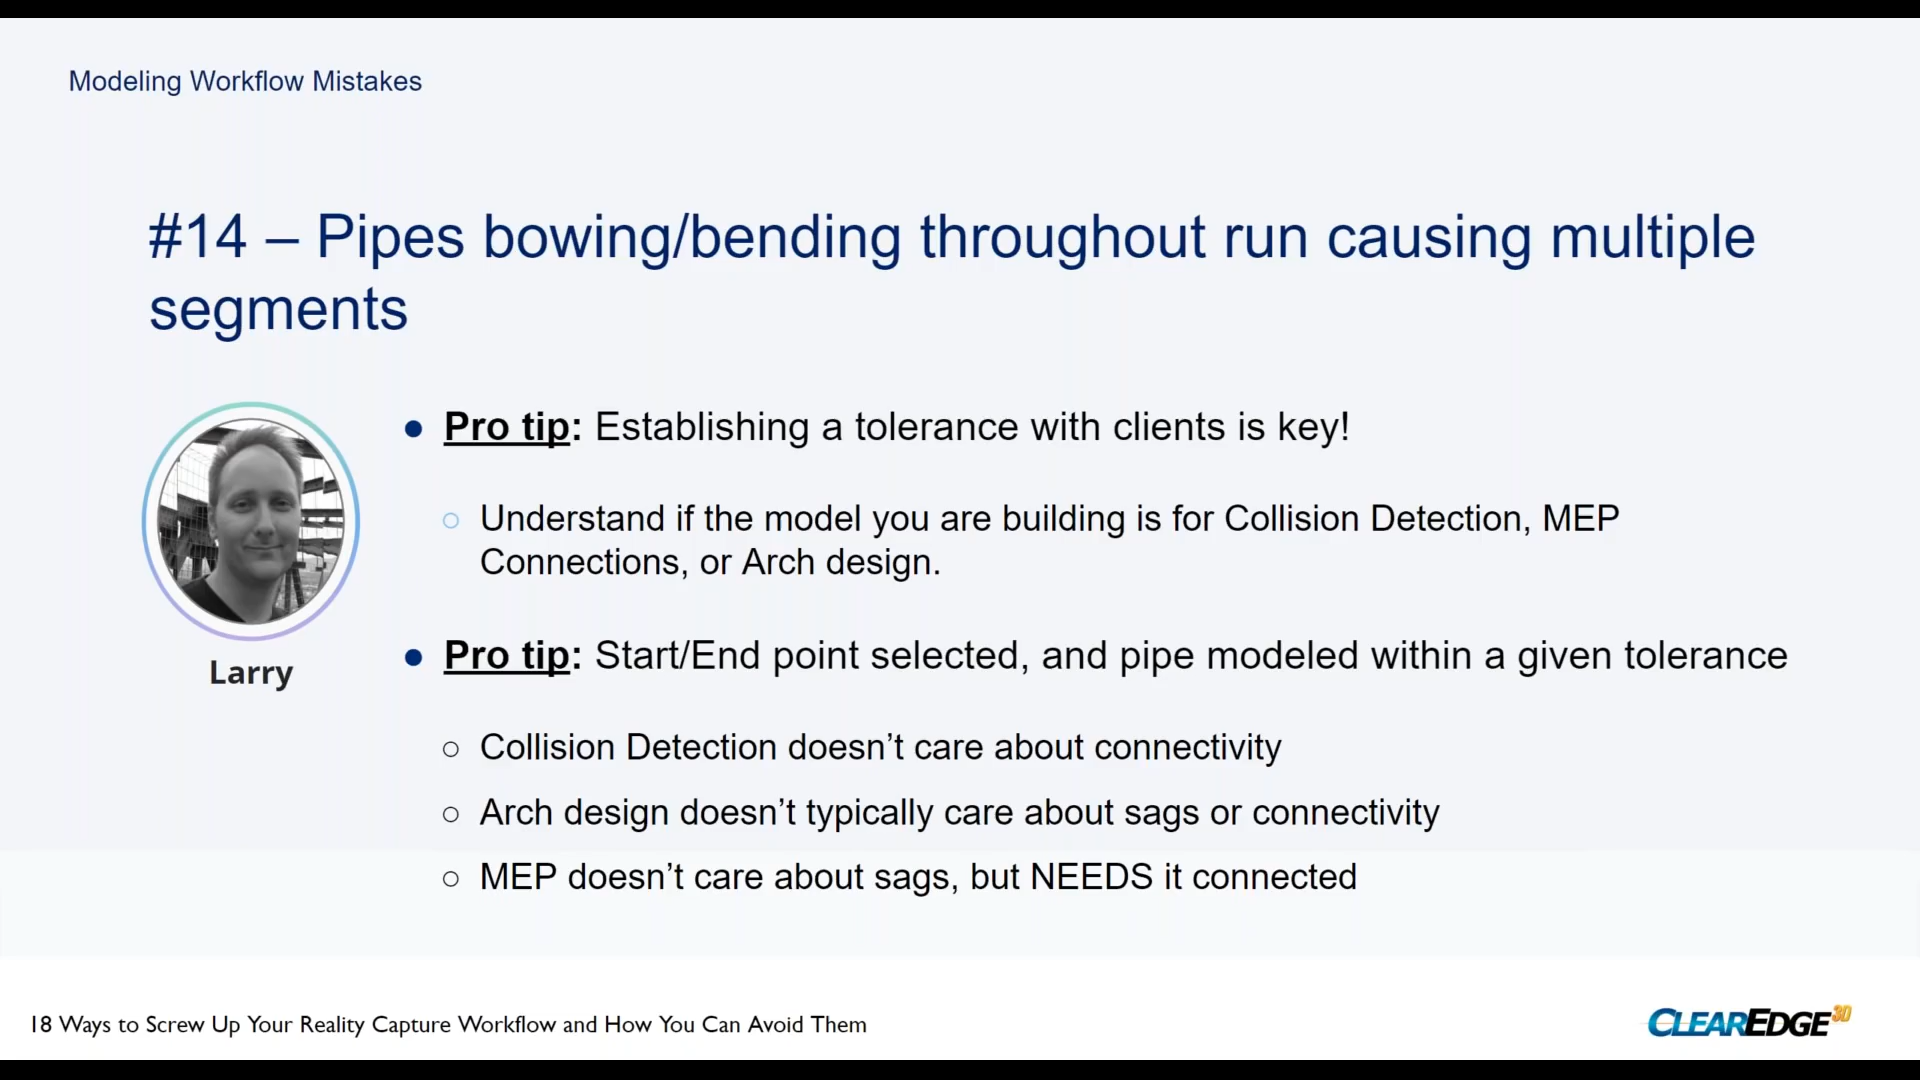 Modeling Workflow Mistakes
#14 – Pipes bowing/bending throughout run causing multiple
segments
● Pro tip: Establishing a tolerance with clients is key!
○ Understand if the model you are building is for Collision Detection, MEP
Connections, or Arch design.
Larry
● Pro tip: Start/End point selected, and pipe modeled within a given tolerance
○ Collision Detection doesn’t care about connectivity
○ Arch design doesn’t typically care about sags or connectivity
○ MEP doesn’t care about sags, but NEEDS it connected
18 Ways to Screw Up Your Reality Capture Workflow and How You Can Avoid Them
CLEAREDGE3D